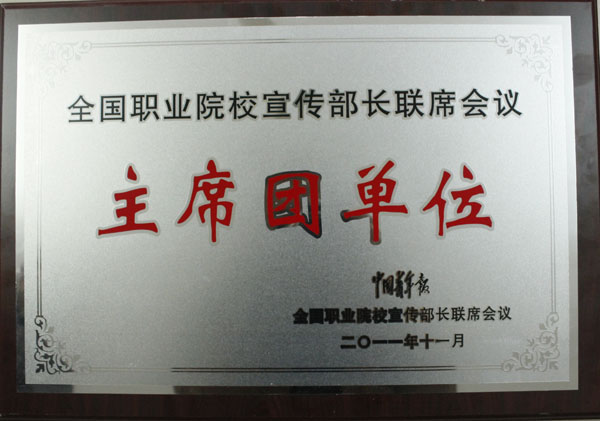 全国职业院校宣传部长联席会议
主席团单位
中国青年报
全国职业院校宣传部长联席会议
二〇一一年十一月